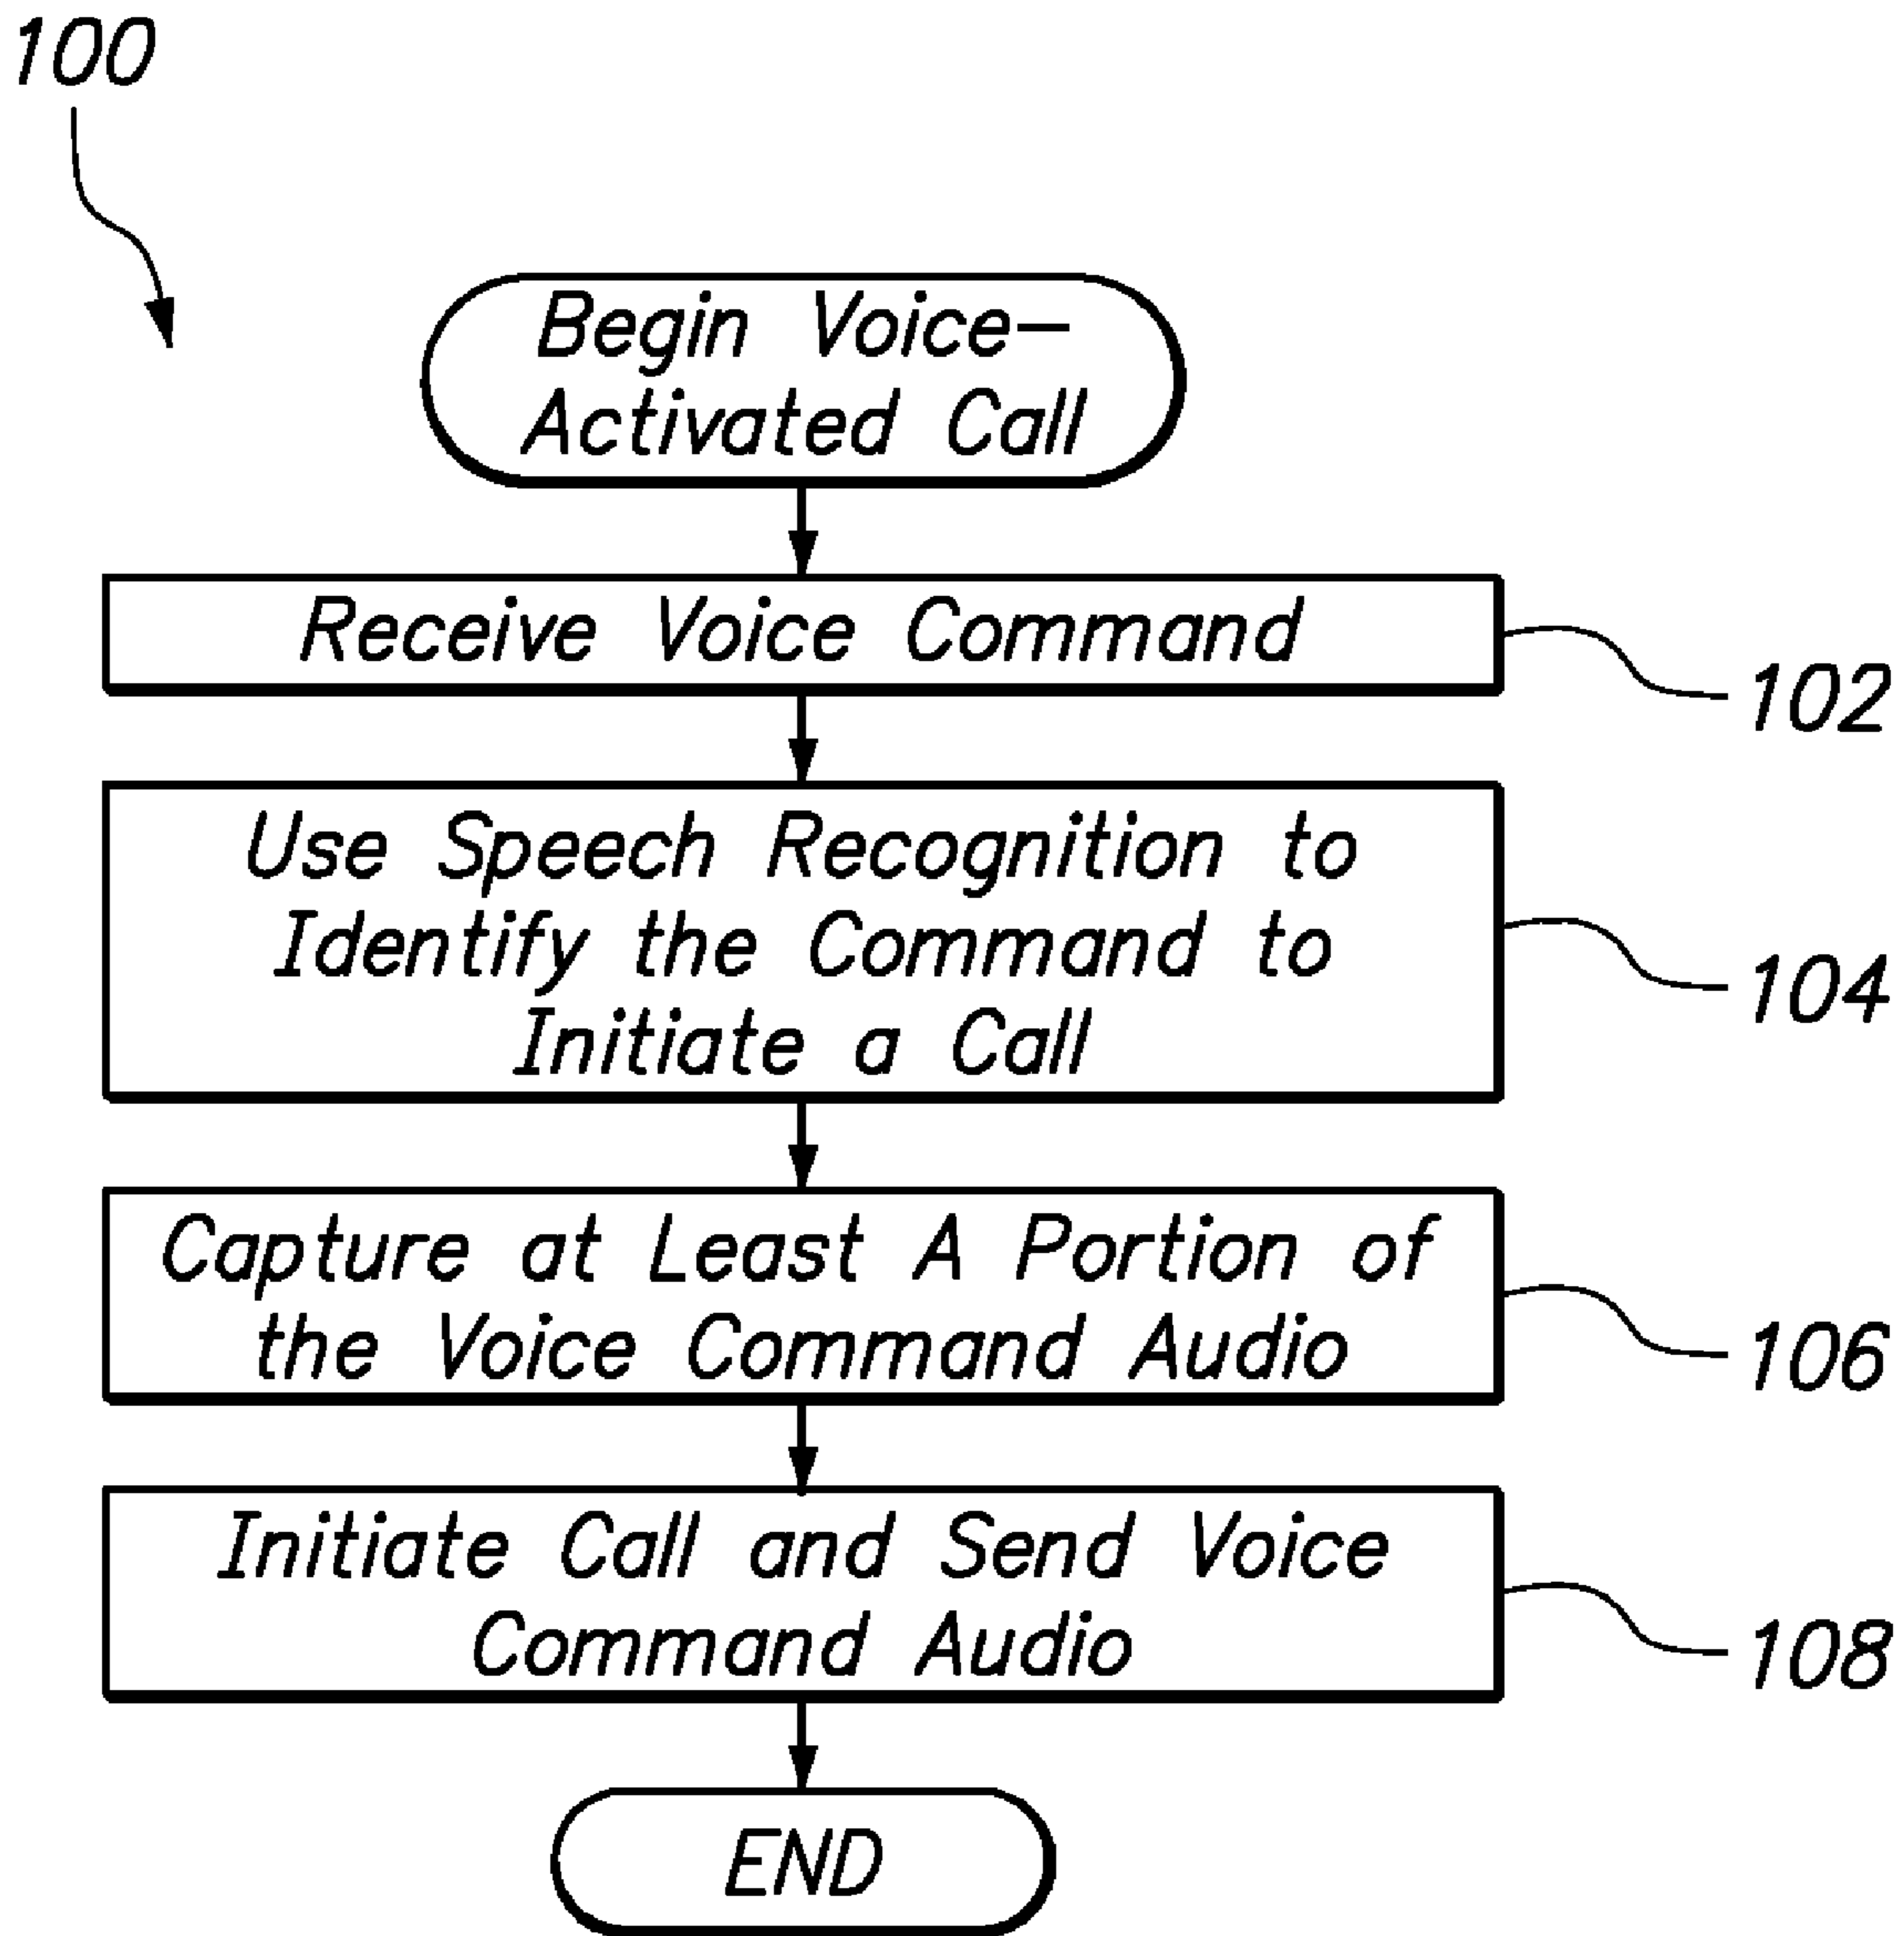 100
Begin Voice-
Activated Call
Receive Voice Command
102
Use Speech Recognition to
Identify the Command to
Initiate a Call
104
Capture at Least A Portion of
the Voice Command Audio
106
Initiate Call and Send Voice
Command Audio
108
END